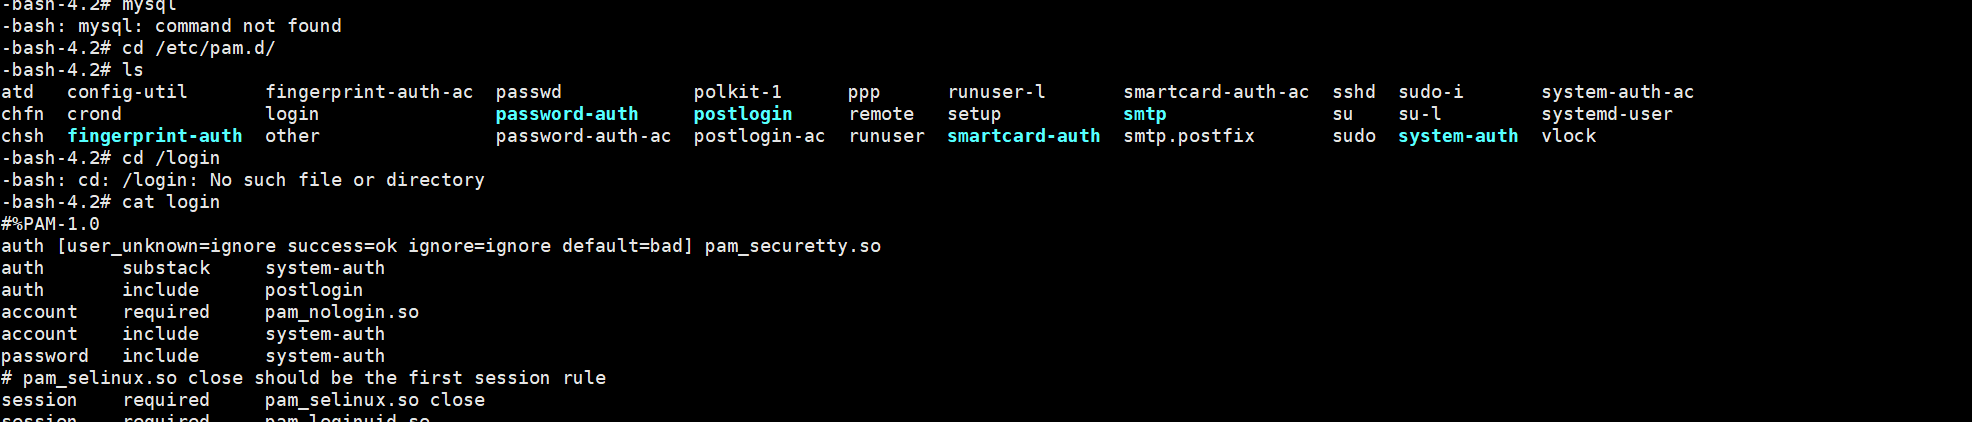 -bash-4.2# mysql
-bash: mysql: command not found
-bash-4.2# cd /etc/pam.d/
-bash-4.2# ls
atd   config-util       fingerprint-auth-ac  passwd            polkit-1      ppp      runuser-l       smartcard-auth-ac  sshd  sudo-i       system-auth-ac
chfn  crond             login                password-auth     postlogin     remote   setup           smtp               su    su-l         systemd-user
chsh  fingerprint-auth  other                password-auth-ac  postlogin-ac  runuser  smartcard-auth  smtp.postfix       sudo  system-auth  vlock
-bash-4.2# cd /login
-bash: cd: /login: No such file or directory
-bash-4.2# cat login
#%PAM-1.0
auth [user_unknown=ignore success=ok ignore=ignore default=bad] pam_securetty.so
auth       substack     system-auth
auth       include      postlogin
account    required     pam_nologin.so
account    include      system-auth
password   include      system-auth
# pam_selinux.so close should be the first session rule
session    required     pam_selinux.so close
session    required     pam_loginuid.so